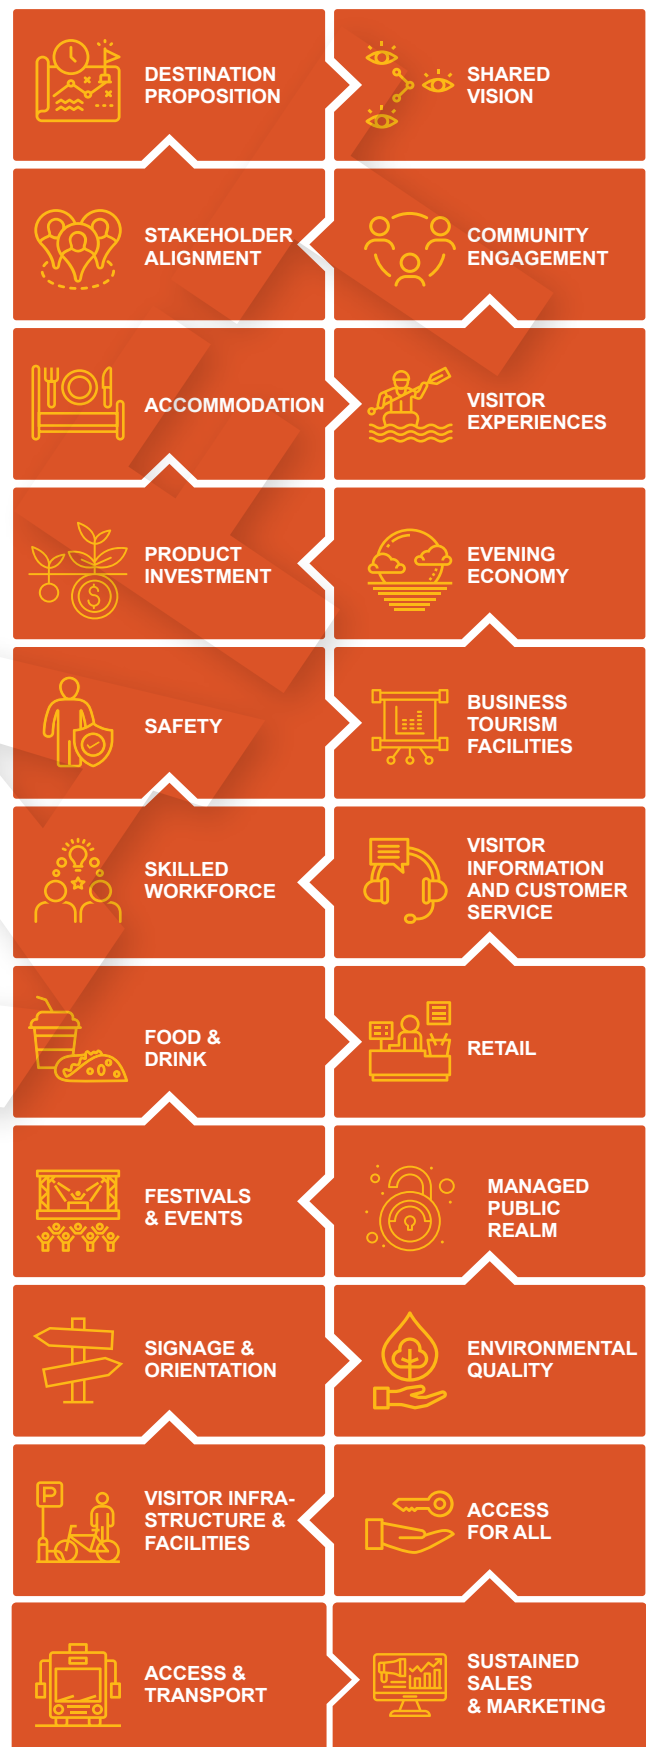 DESTINATION
PROPOSITION
SHARED
VISION
STAKEHOLDER
ALIGNMENT
COMMUNITY
ENGAGEMENT
ACCOMMODATION
VISITOR
EXPERIENCES
PRODUCT
INVESTMENT
EVENING
ECONOMY
SAFETY
BUSINESS
TOURISM
FACILITIES
SKILLED
WORKFORCE
VISITOR
INFORMATION
AND CUSTOMER
SERVICE
FOOD &
DRINK
RETAIL
FESTIVALS
& EVENTS
MANAGED
PUBLIC
REALM
SIGNAGE &
ORIENTATION
ENVIRONMENTAL
QUALITY
P
VISITOR INFRA-
STRUCTURE &
FACILITIES
ACCESS
FOR ALL
ACCESS &
TRANSPORT
SUSTAINED
SALES
& MARKETING